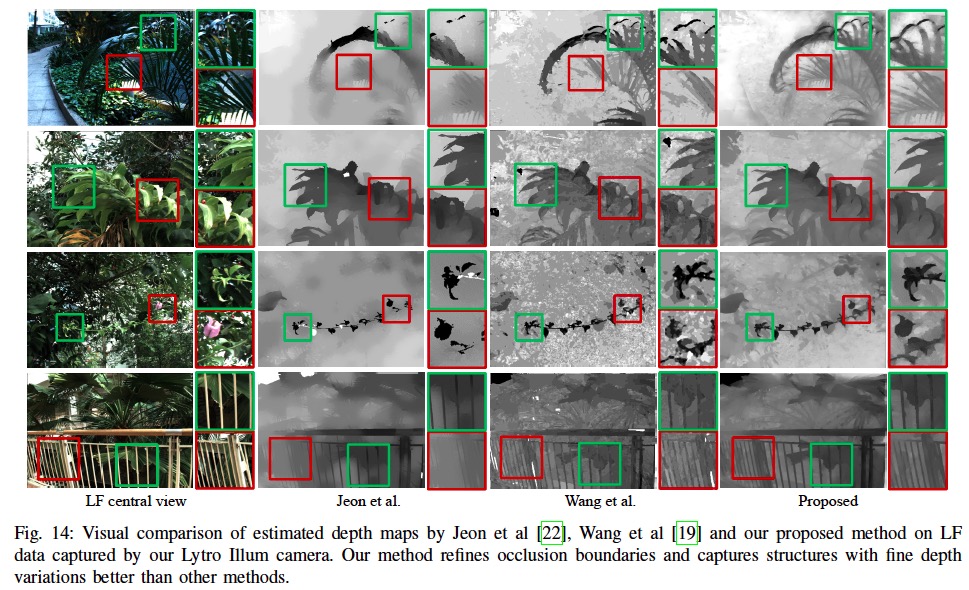 LF central view
Jeon et al.
Wang et al.
Proposed
Fig. 14: Visual comparison of estimated depth maps by Jeon et al [22], Wang et al [19] and our proposed method on LF
data captured by our Lytro Illum camera. Our method refines occlusion boundaries and captures structures with fine depth
variations better than other methods.